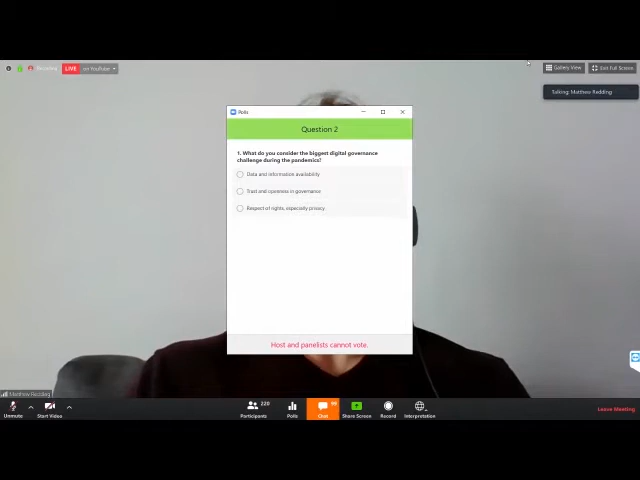 LIVE on YouTube
Gallery View
Exit Full Screen
Talking: Matthew Redding
Polls
Question 2
1. What do you consider the biggest digital governance
challenge during the pandemics?
Data and information availability
Trust and openness in governance
Respect of rights, especially privacy.
Host and panelists cannot vote.
Matthew Redding
Unmute
Start Video
Participants
220
Polls
Chat
Share Screen
Record
Interpretation
Leave Meeting